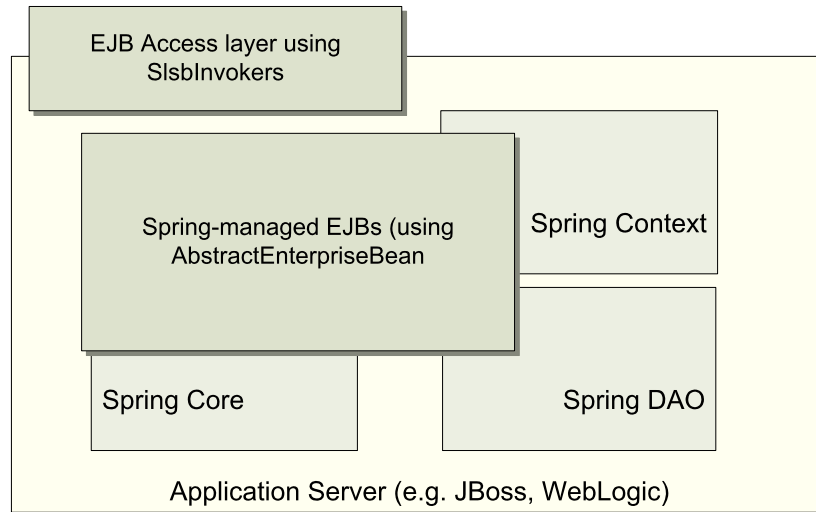 EJB Access layer using
SlsbInvokers
Spring-managed EJBs (using
AbstractEnterpriseBean
Spring Context
Spring Core
Spring DAO
Application Server (e.g. JBoss, WebLogic)